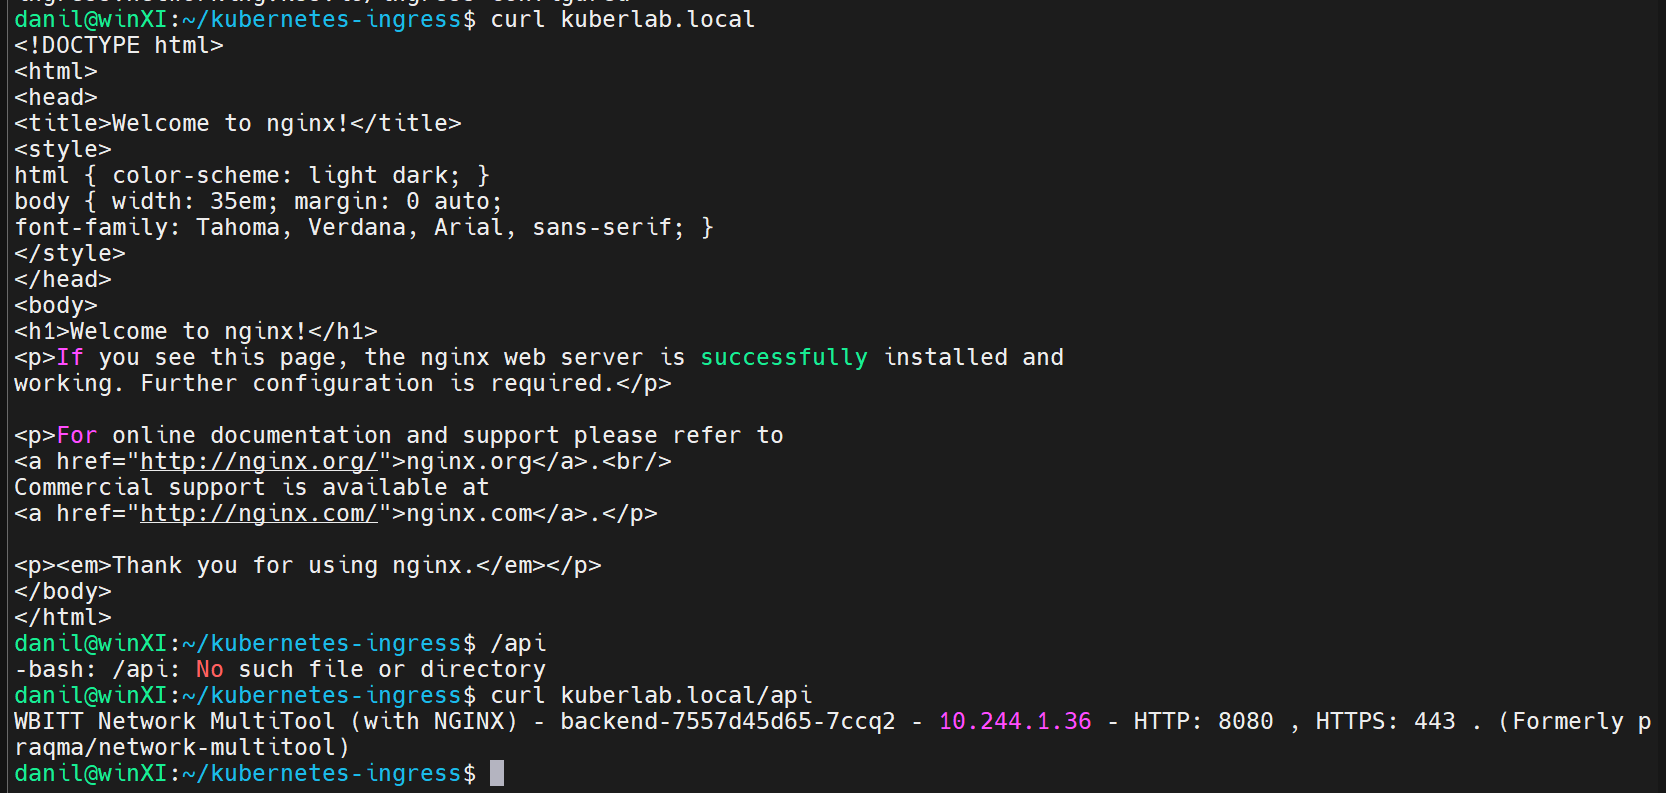 danil@winXI:~/kubernetes-ingress$ curl kuberlab.local
<!DOCTYPE html>
<html>
<head>
<title>Welcome to nginx!</title>
<style>
html { color-scheme: light dark; }
body { width: 35em; margin: 0 auto;
font-family: Tahoma, Verdana, Arial, sans-serif; }
</style>
</head>
<body>
<h1>Welcome to nginx!</h1>
<p>If you see this page, the nginx web server is successfully installed and
working. Further configuration is required.</p>

<p>For online documentation and support please refer to
<a href="http://nginx.org/">nginx.org</a>.<br/>
Commercial support is available at
<a href="http://nginx.com/">nginx.com</a>.</p>

<p><em>Thank you for using nginx.</em></p>
</body>
</html>
danil@winXI:~/kubernetes-ingress$ /api
-bash: /api: No such file or directory
danil@winXI:~/kubernetes-ingress$ curl kuberlab.local/api
WBITT Network MultiTool (with NGINX) - backend-7557d45d65-7ccq2 - 10.244.1.36 - HTTP: 8080 , HTTPS: 443 . (Formerly p
raqma/network-multitool)
danil@winXI:~/kubernetes-ingress$